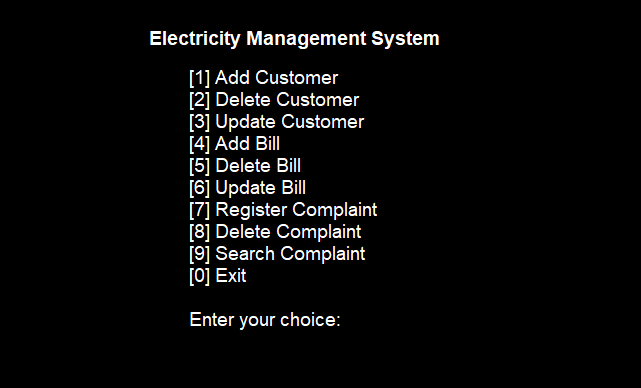 Electricity Management System
[1] Add Customer
[2] Delete Customer
[3] Update Customer
[4] Add Bill
[5] Delete Bill
[6] Update Bill
[7] Register Complaint
[8] Delete Complaint
[9] Search Complaint
[0] Exit
Enter your choice: